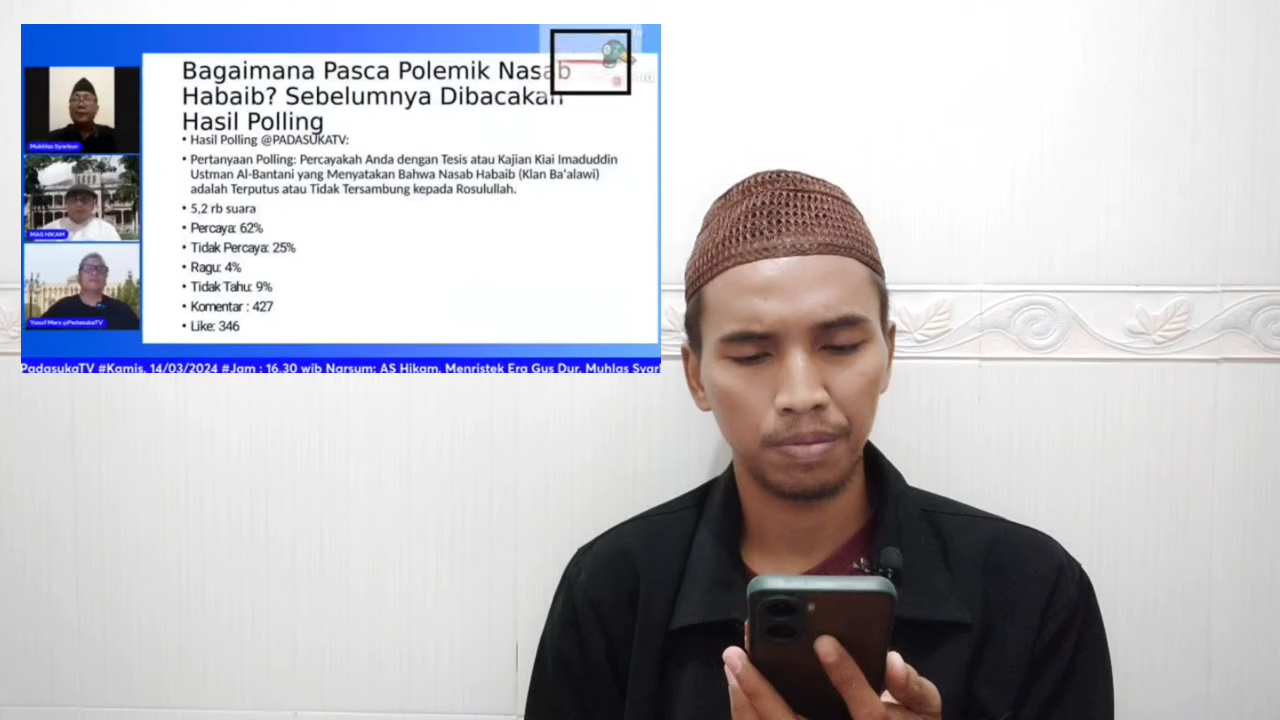 Bagaimana Pasca Polemik Nasab
Habaib? Sebelumnya Dibacakan
Hasil Polling
• Hasil Polling @PADASUKATV:
• Pertanyaan Polling: Percayakah Anda dengan Tesis atau Kajian Kiai Imaduddin
Ustman Al-Bantani yang Menyatakan Bahwa Nasab Habaib (Klan Ba'alawi)
adalah Terputus atau Tidak Tersambung kepada Rosulullah.
• 5,2 rb suara
• Percaya: 62%
• Tidak Percaya: 25%
• Ragu: 4%
• Tidak Tahu: 9%
• Komentar : 427
• Like: 346
Mukhlas Syarkun
MAS HIKAM
Yusuf Mars @PadasukaTV
PadasukaTV #Kamis, 14/03/2024 #Jam : 16.30 wib Narsum: AS Hikam, Menristek Era Gus Dur, Muhlas Syar